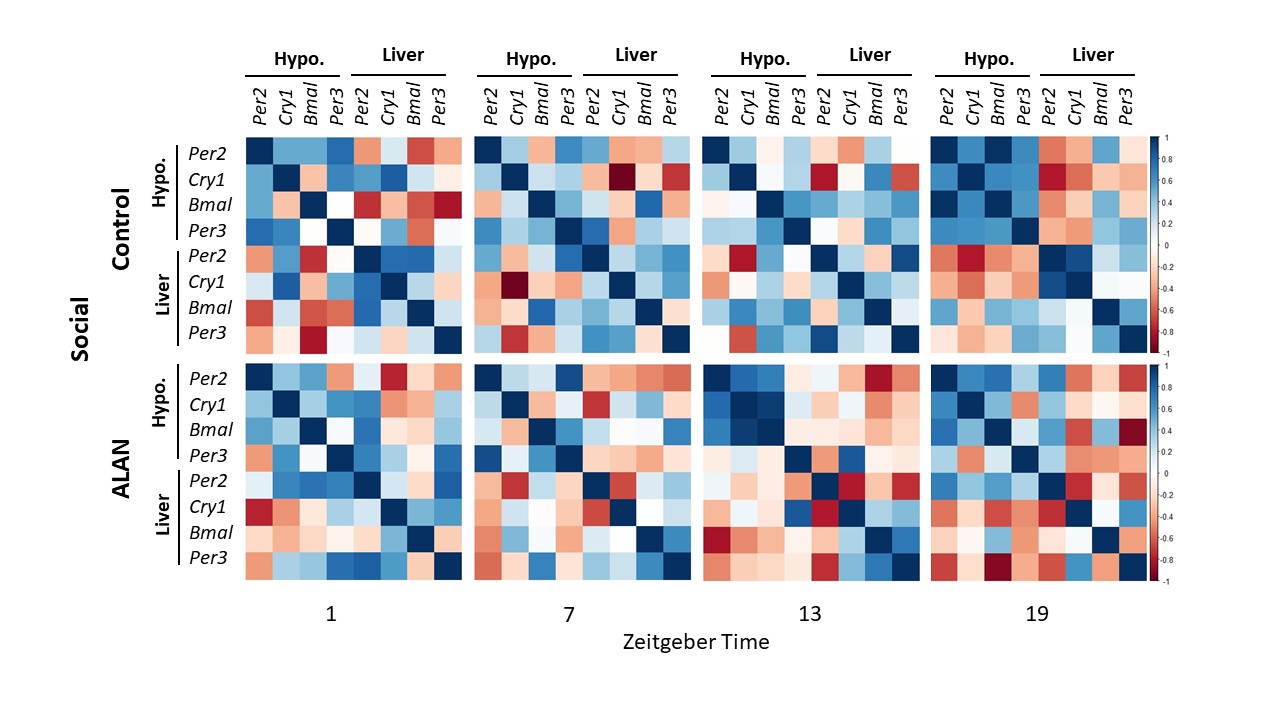 Hypo. Liver Hypo. Liver Hypo. Liver Hypo. Liver
Per2 Cry1 Bmal Per3 Per2 Cry1 Bmal Per3 Per2 Cry1 Bmal Per3 Per2 Cry1 Bmal Per3 Per2 Cry1 Bmal Per3 Per2 Cry1 Bmal Per3 Per2 Cry1 Bmal Per3 Per2 Cry1 Bmal Per3
Social
Control
Hypo.
Per2
Cry1
Bmal
Per3
Liver
Per2
Cry1
Bmal
Per3
1
0.8
0.6
0.4
0.2
0
-0.2
-0.4
-0.6
-0.8
-1
ALAN
Hypo.
Per2
Cry1
Bmal
Per3
Liver
Per2
Cry1
Bmal
Per3
1
0.8
0.6
0.4
0.2
0
-0.2
-0.4
-0.6
-0.8
-1
1 7 13 19
Zeitgeber Time